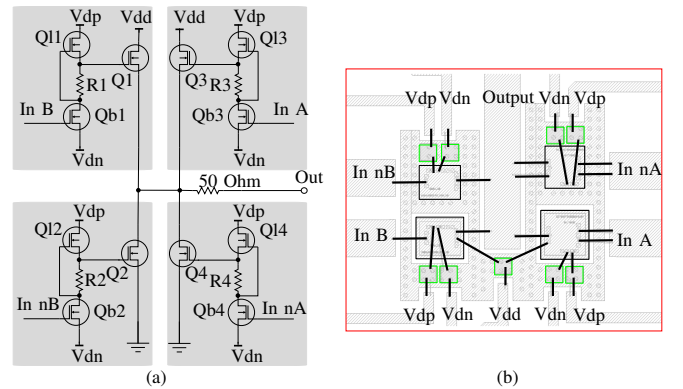 Vdp Vdd Vdd Vdp
Ql1 Ql3
Q1 Q3
R1 R3
In B Qb1 Qb3 In A
Vdn Vdn
50 Ohm Out
Vdp Vdp
Ql2 Ql4
Q2 Q4
R2 R4
In nB Qb2 Qb4 In nA
Vdn Vdn
(a)
Vdp Vdn Output Vdn Vdp
In nB In nA
In B In A
Vdp Vdn Vdd Vdn Vdp
(b)